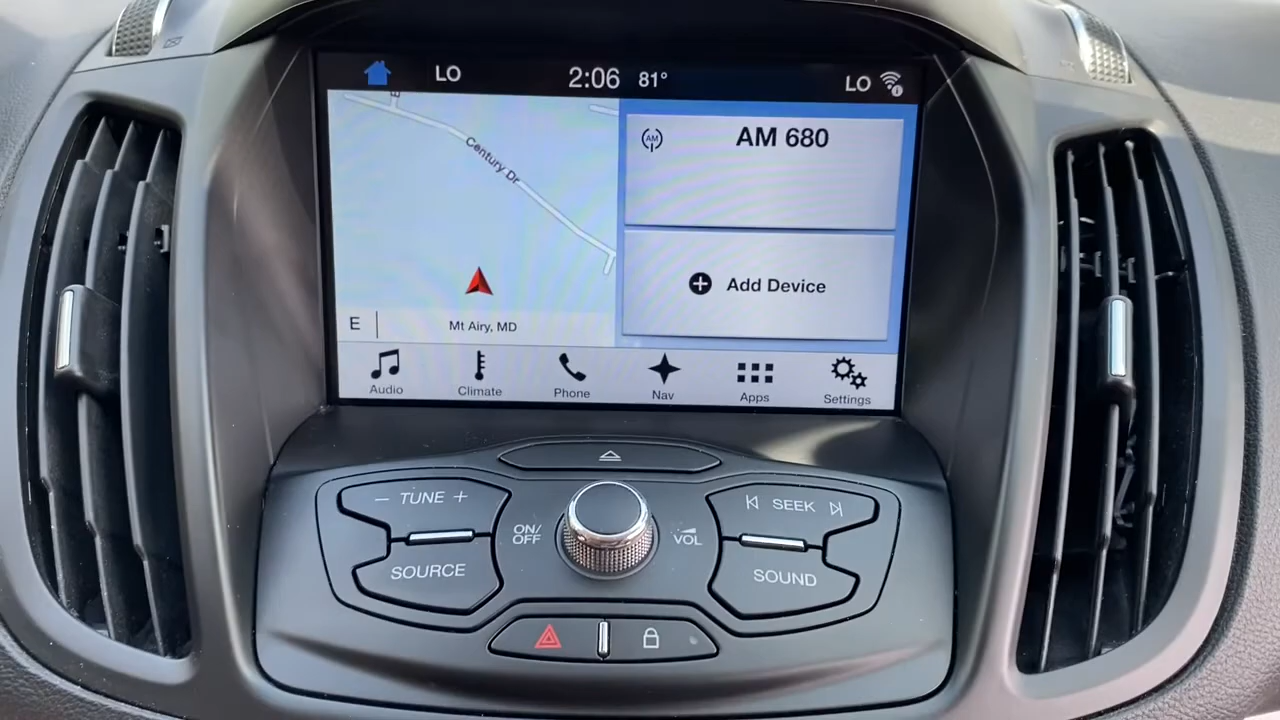 LO 2:06 81° LO
E
Century Dr
AM
AM 680
Add Device
E
Mt Airy, MD
Audio Climate Phone Nav Apps Settings
– TUNE +
SEEK
ON/
OFF
VOL
SOURCE
SOUND